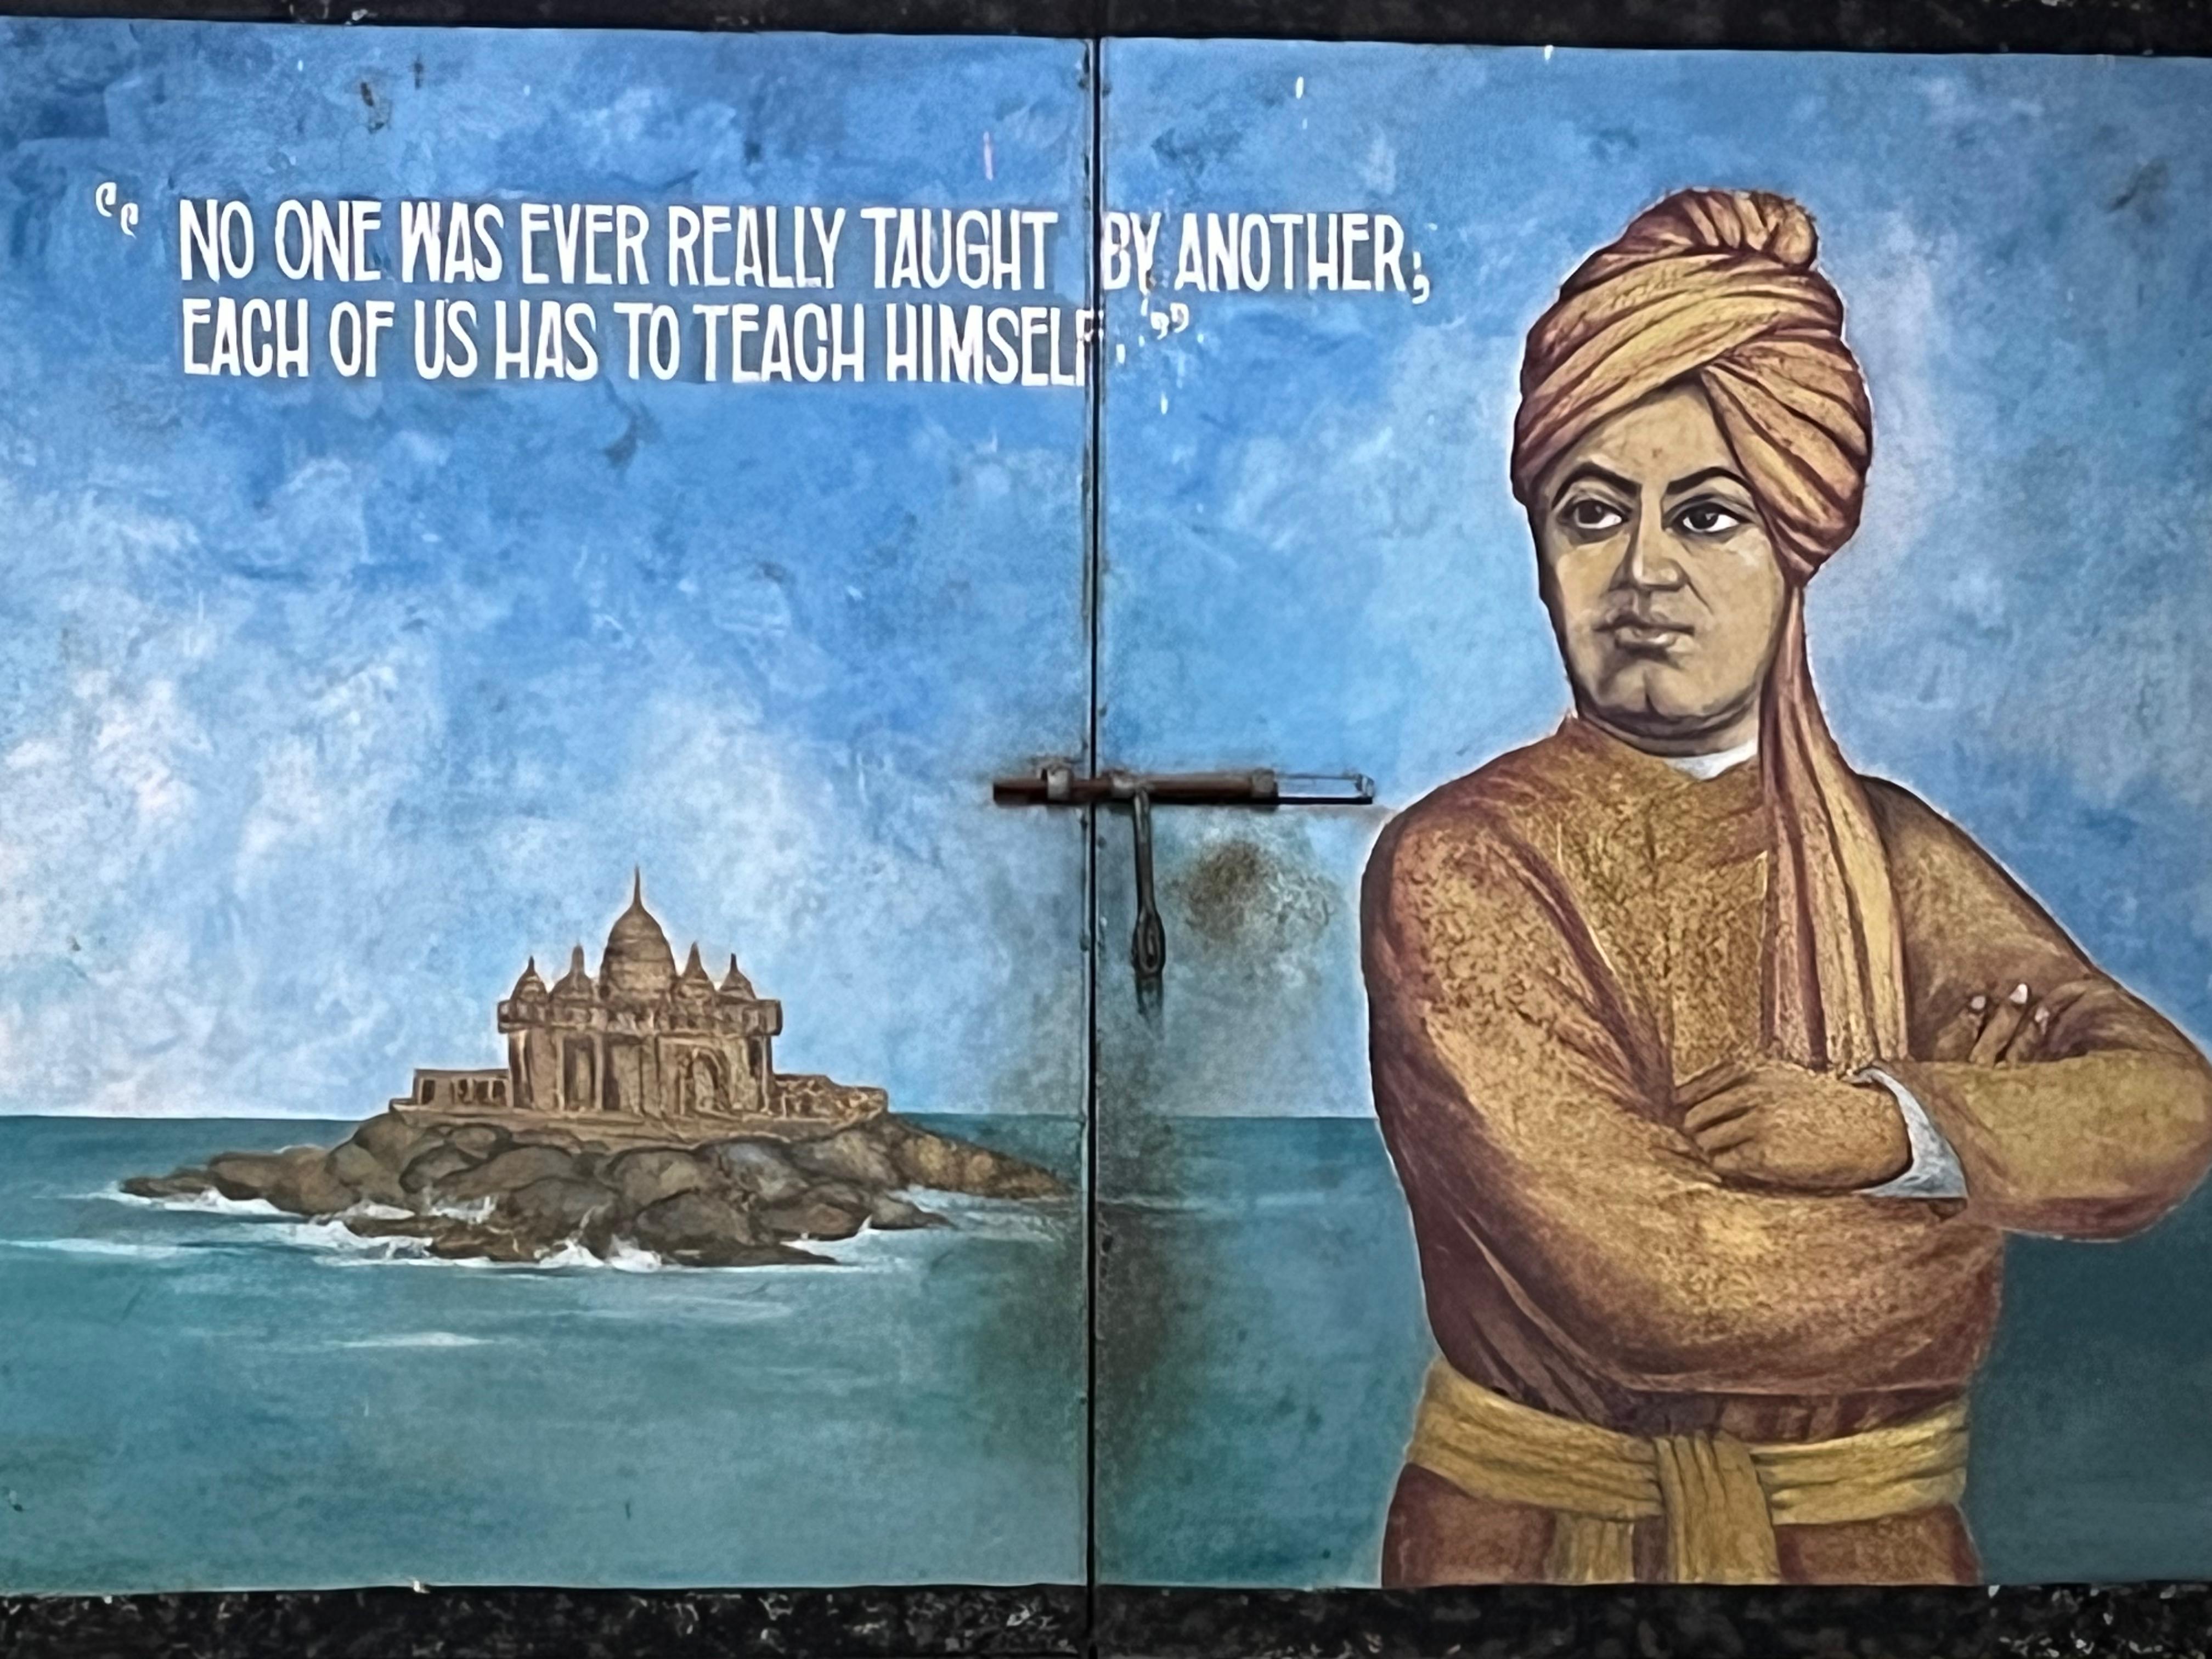 “ NO ONE WAS EVER REALLY TAUGHT BY ANOTHER;
EACH OF US HAS TO TEACH HIMSELF..”